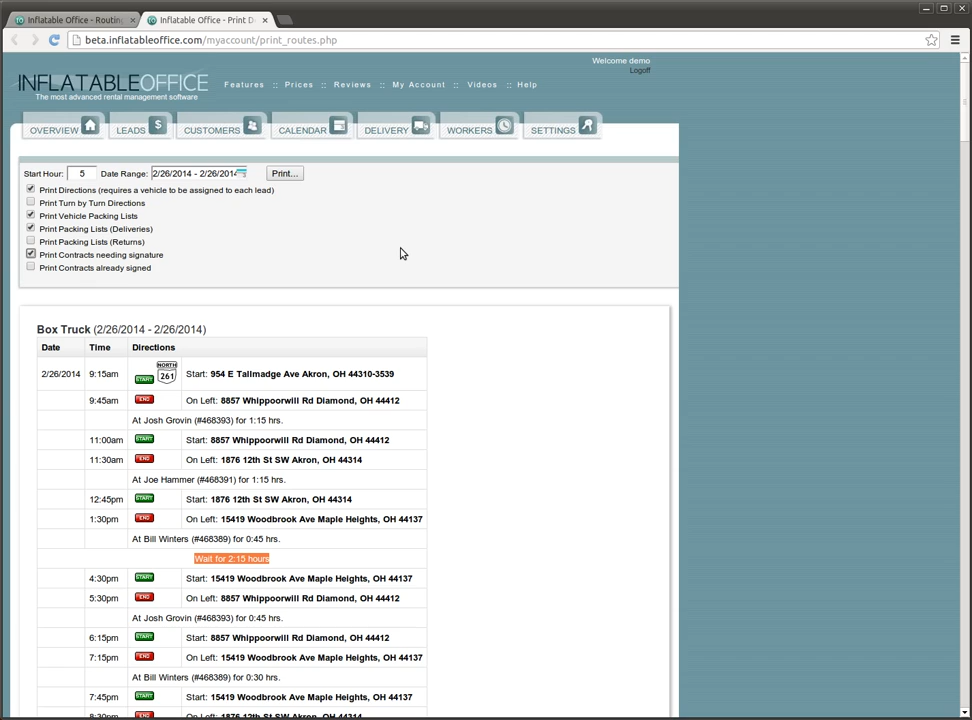 Inflatable Office - Routing × Inflatable Office - Print D ×
beta.inflatableoffice.com/myaccount/print_routes.php
Welcome demo
Logoff
INFLATABLEOFFICE
The most advanced rental management software
Features :: Prices :: Reviews :: My Account :: Videos :: Help
OVERVIEW LEADS $ CUSTOMERS CALENDAR DELIVERY WORKERS SETTINGS
Start Hour: 5 Date Range: 2/26/2014 - 2/26/2014 Print...
Print Directions (requires a vehicle to be assigned to each lead)
Print Turn by Turn Directions
Print Vehicle Packing Lists
Print Packing Lists (Deliveries)
Print Packing Lists (Returns)
Print Contracts needing signature
Print Contracts already signed
Box Truck (2/26/2014 - 2/26/2014)
Date Time Directions
2/26/2014 9:15am START NORTH 261 Start: 954 E Tallmadge Ave Akron, OH 44310-3539
9:45am END On Left: 8857 Whippoorwill Rd Diamond, OH 44412
At Josh Grovin (#468393) for 1:15 hrs.
11:00am START Start: 8857 Whippoorwill Rd Diamond, OH 44412
11:30am END On Left: 1876 12th St SW Akron, OH 44314
At Joe Hammer (#468391) for 1:15 hrs.
12:45pm START Start: 1876 12th St SW Akron, OH 44314
1:30pm END On Left: 15419 Woodbrook Ave Maple Heights, OH 44137
At Bill Winters (#468389) for 0:45 hrs.
Wait for 2:15 hours
4:30pm START Start: 15419 Woodbrook Ave Maple Heights, OH 44137
5:30pm END On Left: 8857 Whippoorwill Rd Diamond, OH 44412
At Josh Grovin (#468393) for 0:45 hrs.
6:15pm START Start: 8857 Whippoorwill Rd Diamond, OH 44412
7:15pm END On Left: 15419 Woodbrook Ave Maple Heights, OH 44137
At Bill Winters (#468389) for 0:30 hrs.
7:45pm START Start: 15419 Woodbrook Ave Maple Heights, OH 44137
8:30pm END On Left: 1876 12th St SW Akron, OH 44314